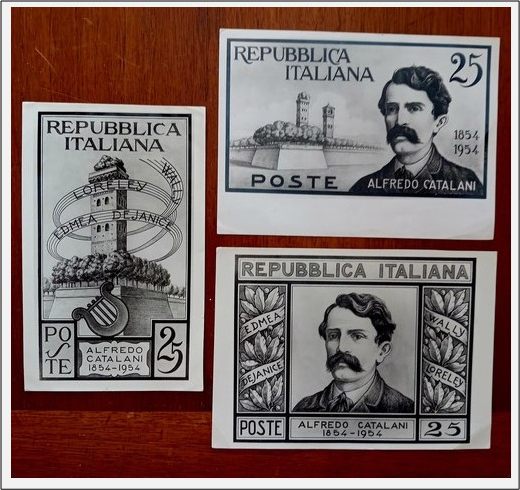 REPUBBLICA
ITALIANA
WALLY
LORELEY
EDMEA DEJANICE
POSTE
ALFREDO
CATALANI
1854-1954
25
REPUBBLICA
ITALIANA
25
1854
1954
POSTE
ALFREDO CATALANI
REPUBBLICA ITALIANA
EDMEA
WALLY
DEJANICE
LORELEY
POSTE
ALFREDO CATALANI
1854-1954
25